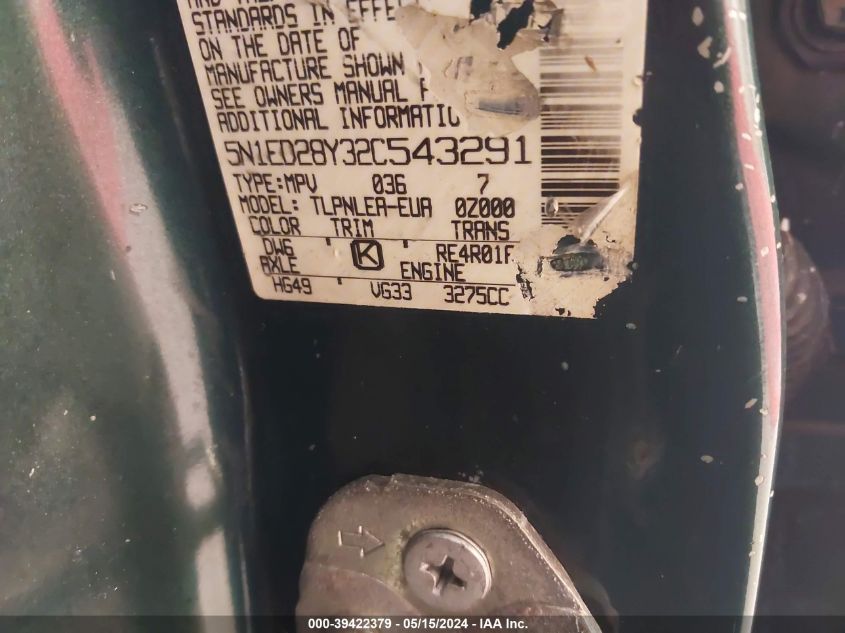 STANDARDS IN EFFE
ON THE DATE OF
MANUFACTURE SHOWN
SEE OWNERS MANUAL F
ADDITIONAL INFORMATIO
5N1ED28Y32C543291
TYPE:MPV 036 7
MODEL: TLPNLEA-EUA 0Z000
COLOR TRIM TRANS
DW6 ' K ' RE4R01F
AXLE ENGINE
HG49 ' VG33 3275CC
000-39422379 - 05/15/2024 - IAA Inc.